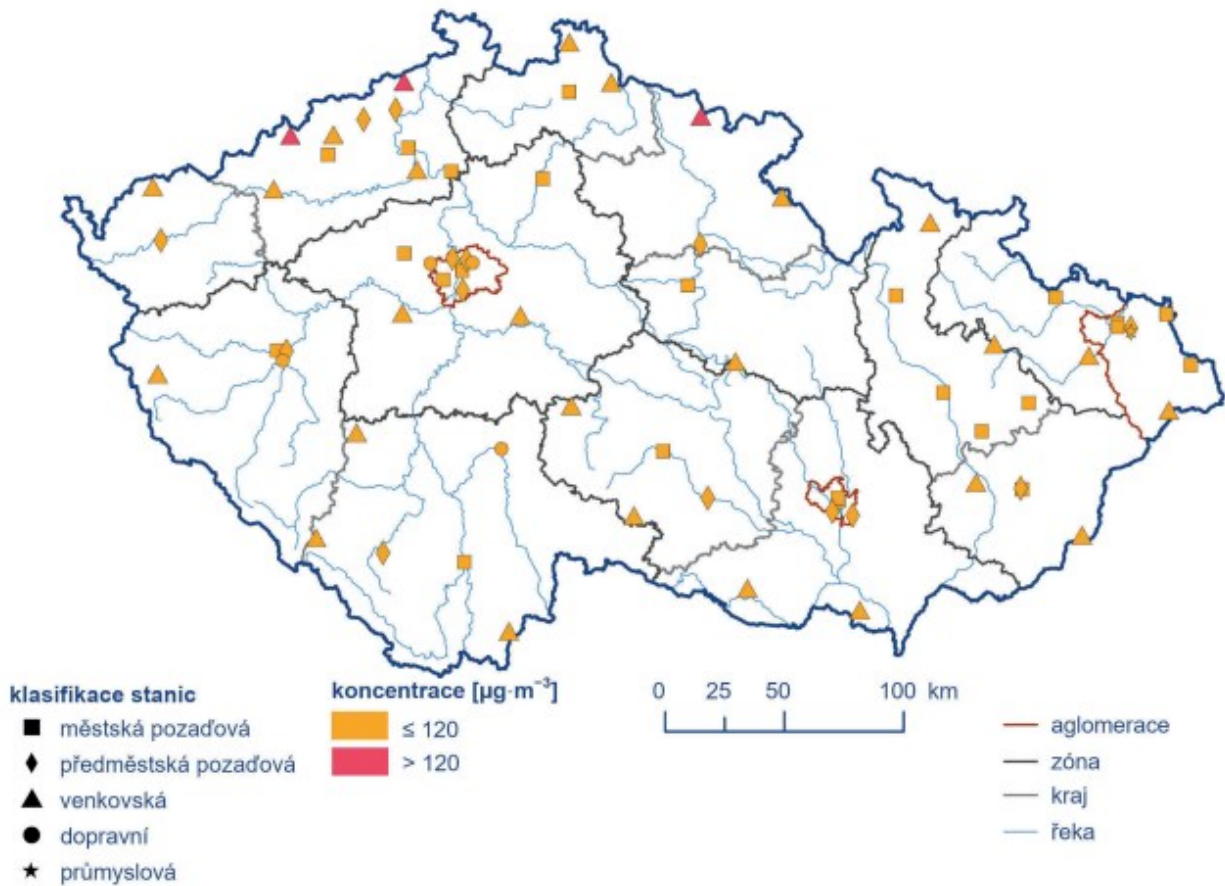 klasifikace stanic
městská pozaďová
předměstská pozaďová
venkovská
dopravní
průmyslová
koncentrace [µg·m⁻³]
≤ 120
> 120
0 25 50 100 km
aglomerace
zóna
kraj
řeka